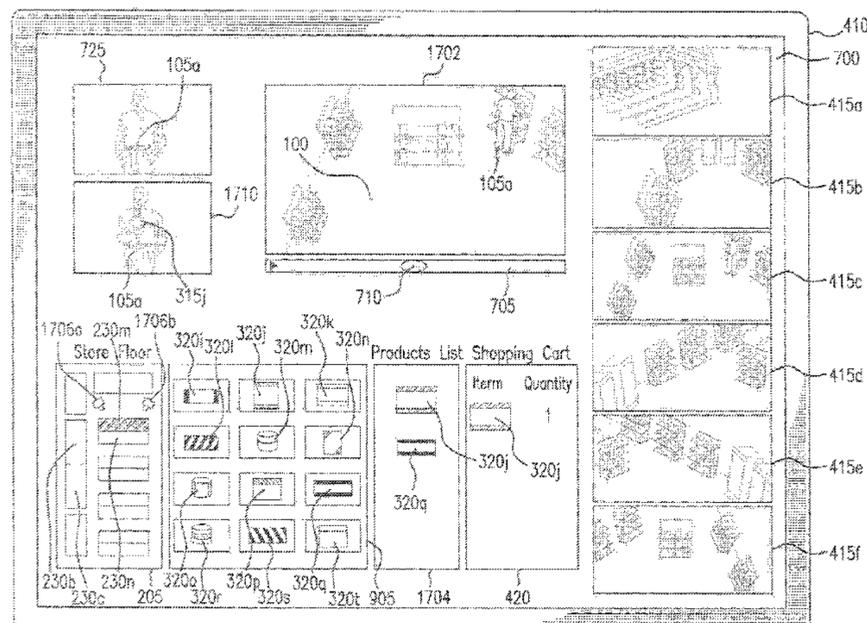 410
725
1702
700
105a
415a
100
105a
415b
1710
105a
315j
710
705
415c
1706a
230m
1706b
320i
320l
320j
320m
320k
320n
Store Floor
Products List
Shopping Cart
Iterm Quantity
1
415d
320j
320j
320q
415e
230b
230c
230n
205
320o
320r
320p
320s
320q
320t
905
1704
420
415f